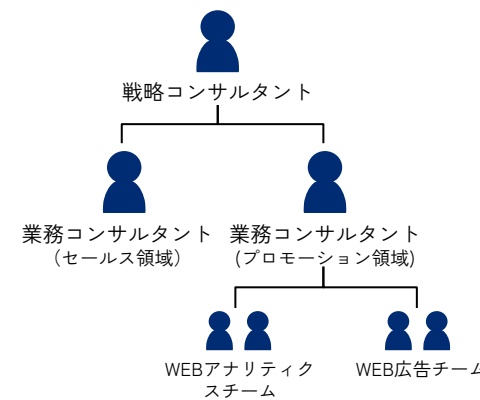 戦略コンサルタント
業務コンサルタント
（セールス領域）
業務コンサルタント
(プロモーション領域)
WEBアナリティク
スチーム
WEB広告チーム